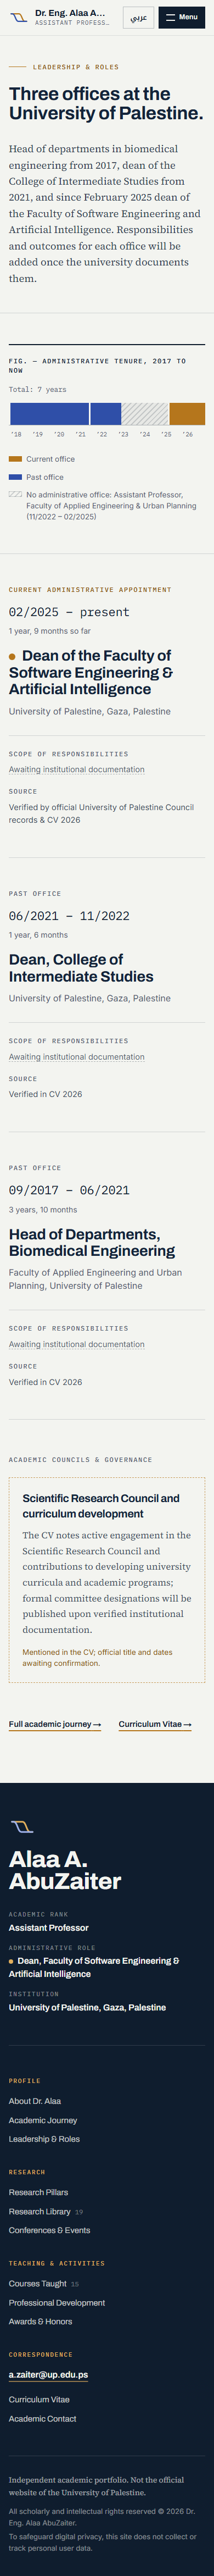 Dr. Eng. Alaa A...
ASSISTANT PROFESS…
عربي
Menu
LEADERSHIP & ROLES
Three offices at the
University of Palestine.
Head of departments in biomedical
engineering from 2017, dean of the
College of Intermediate Studies from
2021, and since February 2025 dean of
the Faculty of Software Engineering and
Artificial Intelligence. Responsibilities
and outcomes for each office will be
added once the university documents
them.
FIG. — ADMINISTRATIVE TENURE, 2017 TO
NOW
Total: 7 years
'18 '19 '20 '21 '22 '23 '24 '25 '26
Current office
Past office
No administrative office: Assistant Professor,
Faculty of Applied Engineering & Urban Planning
(11/2022 – 02/2025)
CURRENT ADMINISTRATIVE APPOINTMENT
02/2025 – present
1 year, 9 months so far
Dean of the Faculty of
Software Engineering &
Artificial Intelligence
University of Palestine, Gaza, Palestine
SCOPE OF RESPONSIBILITIES
Awaiting institutional documentation
SOURCE
Verified by official University of Palestine Council
records & CV 2026
PAST OFFICE
06/2021 – 11/2022
1 year, 6 months
Dean, College of
Intermediate Studies
University of Palestine, Gaza, Palestine
SCOPE OF RESPONSIBILITIES
Awaiting institutional documentation
SOURCE
Verified in CV 2026
PAST OFFICE
09/2017 – 06/2021
3 years, 10 months
Head of Departments,
Biomedical Engineering
Faculty of Applied Engineering and Urban
Planning, University of Palestine
SCOPE OF RESPONSIBILITIES
Awaiting institutional documentation
SOURCE
Verified in CV 2026
ACADEMIC COUNCILS & GOVERNANCE
Scientific Research Council and
curriculum development
The CV notes active engagement in the
Scientific Research Council and
contributions to developing university
curricula and academic programs;
formal committee designations will be
published upon verified institutional
documentation.
Mentioned in the CV; official title and dates
awaiting confirmation.
Full academic journey →
Curriculum Vitae →
Alaa A.
AbuZaiter
ACADEMIC RANK
Assistant Professor
ADMINISTRATIVE ROLE
Dean, Faculty of Software Engineering &
Artificial Intelligence
INSTITUTION
University of Palestine, Gaza, Palestine
PROFILE
About Dr. Alaa
Academic Journey
Leadership & Roles
RESEARCH
Research Pillars
Research Library 19
Conferences & Events
TEACHING & ACTIVITIES
Courses Taught 15
Professional Development
Awards & Honors
CORRESPONDENCE
a.zaiter@up.edu.ps
Curriculum Vitae
Academic Contact
Independent academic portfolio. Not the official
website of the University of Palestine.
All scholarly and intellectual rights reserved © 2026 Dr.
Eng. Alaa AbuZaiter.
To safeguard digital privacy, this site does not collect or
track personal user data.